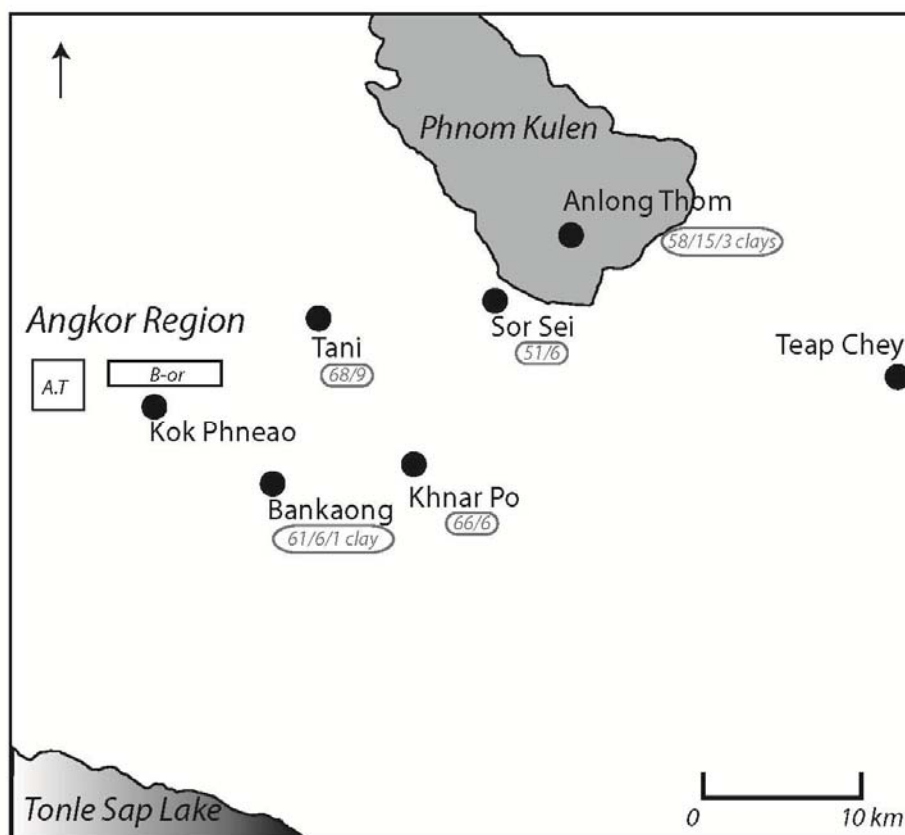 Phnom Kulen
Anlong Thom
58/15/3 clays
Angkor Region
Sor Sei
51/6
Tani
68/9
Teap Chey
A.T
B-or
Kok Phneao
Khnar Po
66/6
Bankaong
61/6/1 clay
Tonle Sap Lake
0 10 km